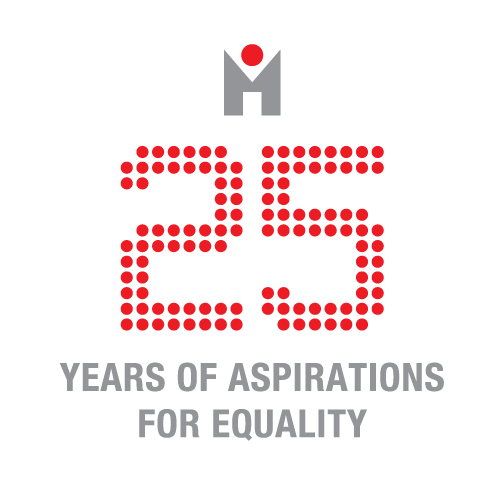 25
YEARS OF ASPIRATIONS
FOR EQUALITY